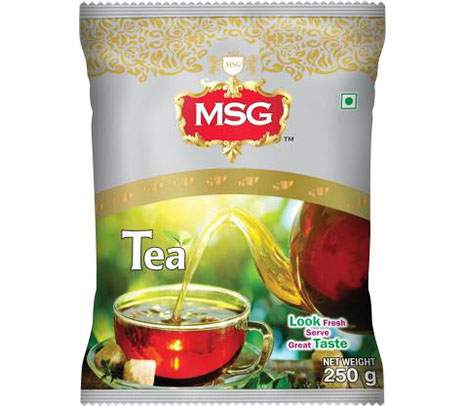 MSG
MSG
TM
Tea
Look Fresh
Serve
Great Taste
NET WEIGHT
250 g